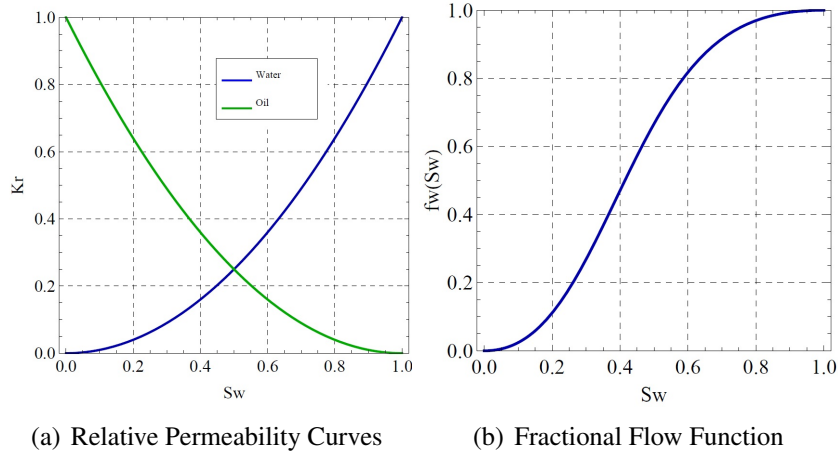 1.0
0.8
0.6
0.4
0.2
0.0
Kr
Water
Oil
0.0 0.2 0.4 0.6 0.8 1.0
Sw
(a) Relative Permeability Curves
1.0
0.8
0.6
0.4
0.2
0.0
fw(Sw)
0.0 0.2 0.4 0.6 0.8 1.0
Sw
(b) Fractional Flow Function